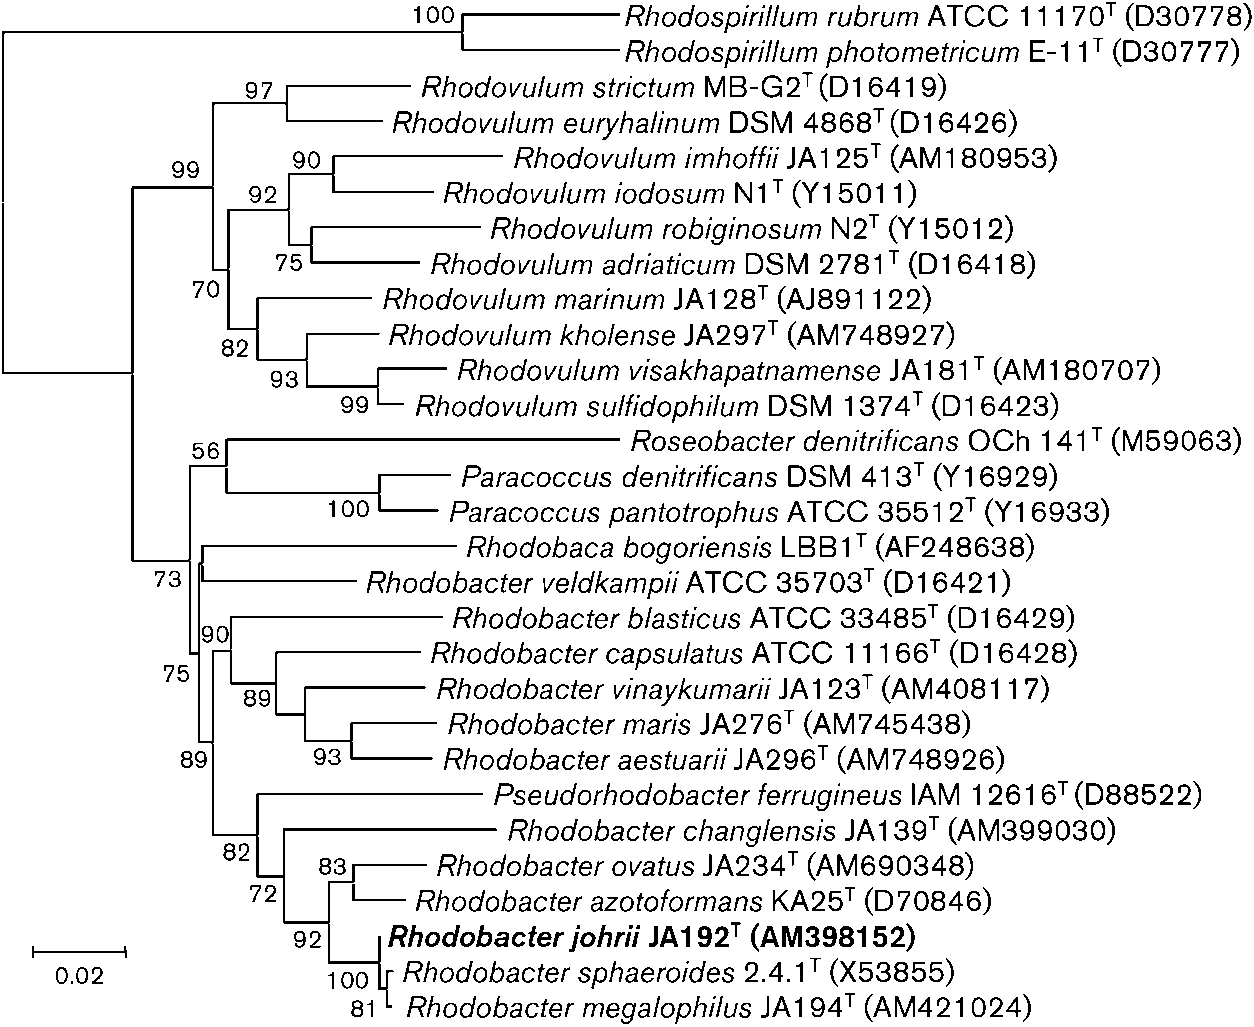 100 Rhodospirillum rubrum ATCC 11170T (D30778)
Rhodospirillum photometricum E-11T (D30777)
97 Rhodovulum strictum MB-G2T (D16419)
Rhodovulum euryhalinum DSM 4868T (D16426)
90 Rhodovulum imhoffii JA125T (AM180953)
99
92 Rhodovulum iodosum N1T (Y15011)
Rhodovulum robiginosum N2T (Y15012)
75 Rhodovulum adriaticum DSM 2781T (D16418)
70 Rhodovulum marinum JA128T (AJ891122)
Rhodovulum kholense JA297T (AM748927)
82
93 Rhodovulum visakhapatnamense JA181T (AM180707)
99 Rhodovulum sulfidophilum DSM 1374T (D16423)
56 Roseobacter denitrificans OCh 141T (M59063)
Paracoccus denitrificans DSM 413T (Y16929)
100 Paracoccus pantotrophus ATCC 35512T (Y16933)
Rhodobaca bogoriensis LBB1T (AF248638)
73 Rhodobacter veldkampii ATCC 35703T (D16421)
Rhodobacter blasticus ATCC 33485T (D16429)
90
Rhodobacter capsulatus ATCC 11166T (D16428)
75
89 Rhodobacter vinaykumarii JA123T (AM408117)
Rhodobacter maris JA276T (AM745438)
89 93 Rhodobacter aestuarii JA296T (AM748926)
Pseudorhodobacter ferrugineus IAM 12616T (D88522)
Rhodobacter changlensis JA139T (AM399030)
82
83 Rhodobacter ovatus JA234T (AM690348)
72 Rhodobacter azotoformans KA25T (D70846)
92 Rhodobacter johrii JA192T (AM398152)
0.02 100 Rhodobacter sphaeroides 2.4.1T (X53855)
81 Rhodobacter megalophilus JA194T (AM421024)